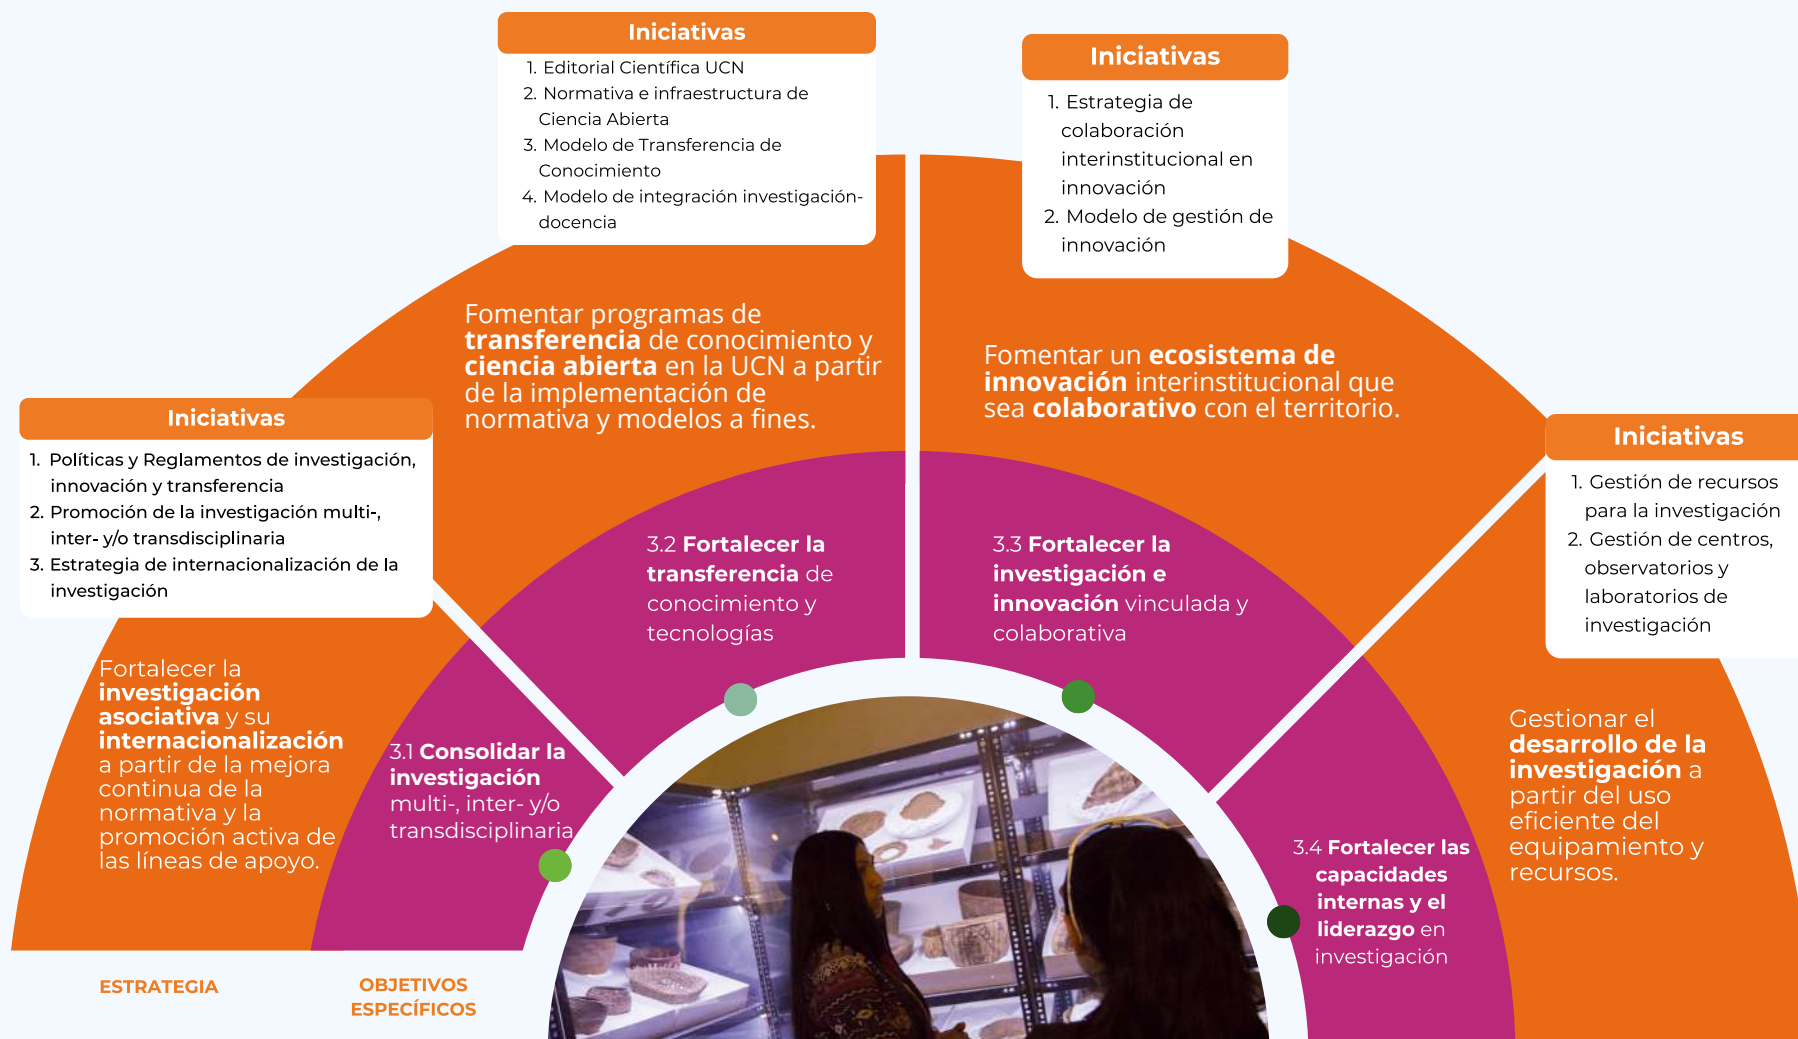 Iniciativas
1. Editorial Científica UCN
2. Normativa e infraestructura de
Ciencia Abierta
3. Modelo de Transferencia de
Conocimiento
4. Modelo de integración investigación-
docencia
Iniciativas
1. Estrategia de
colaboración
interinstitucional en
innovación
2. Modelo de gestión de
innovación
Fomentar programas de
transferencia de conocimiento y
ciencia abierta en la UCN a partir
de la implementación de
normativa y modelos a fines.
Fomentar un ecosistema de
innovación interinstitucional que
sea colaborativo con el territorio.
Iniciativas
1. Políticas y Reglamentos de investigación,
innovación y transferencia
2. Promoción de la investigación multi-,
inter- y/o transdisciplinaria
3. Estrategia de internacionalización de la
investigación
Iniciativas
1. Gestión de recursos
para la investigación
2. Gestión de centros,
observatorios y
laboratorios de
investigación
3.2 Fortalecer la
transferencia de
conocimiento y
tecnologías
3.3 Fortalecer la
investigación e
innovación vinculada y
colaborativa
Fortalecer la
investigación
asociativa y su
internacionalización
a partir de la mejora
continua de la
normativa y la
promoción activa de
las líneas de apoyo.
3.1 Consolidar la
investigación
multi-, inter- y/o
transdisciplinaria
Gestionar el
desarrollo de la
investigación a
partir del uso
eficiente del
equipamiento y
recursos.
3.4 Fortalecer las
capacidades
internas y el
liderazgo en
investigación
ESTRATEGIA
OBJETIVOS
ESPECÍFICOS